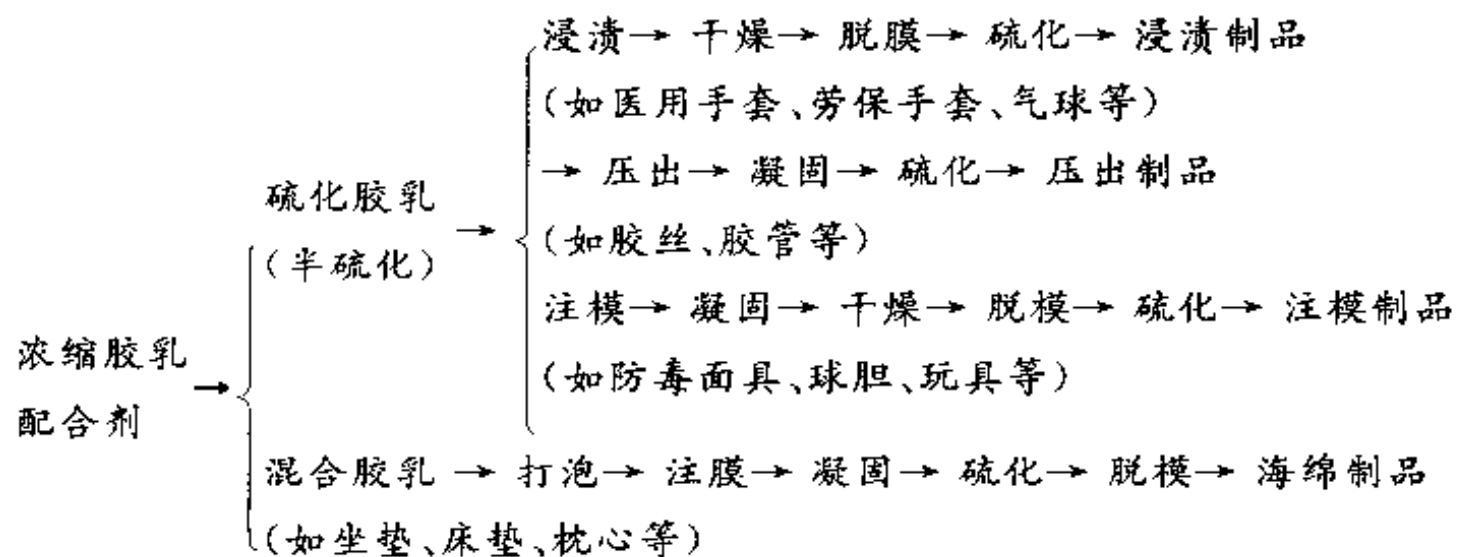 浸渍→ 干燥→ 脱膜→ 硫化→ 浸渍制品
(如医用手套、劳保手套、气球等)
→ 压出→ 凝固→ 硫化→ 压出制品
硫化胶乳 →
(半硫化)
(如胶丝、胶管等)
注模→ 凝固→ 干燥→ 脱模→ 硫化→ 注模制品
浓缩胶乳 →
配合剂
(如防毒面具、球胆、玩具等)
混合胶乳 → 打泡→ 注膜→ 凝固→ 硫化→ 脱模→ 海绵制品
(如坐垫、床垫、枕心等)